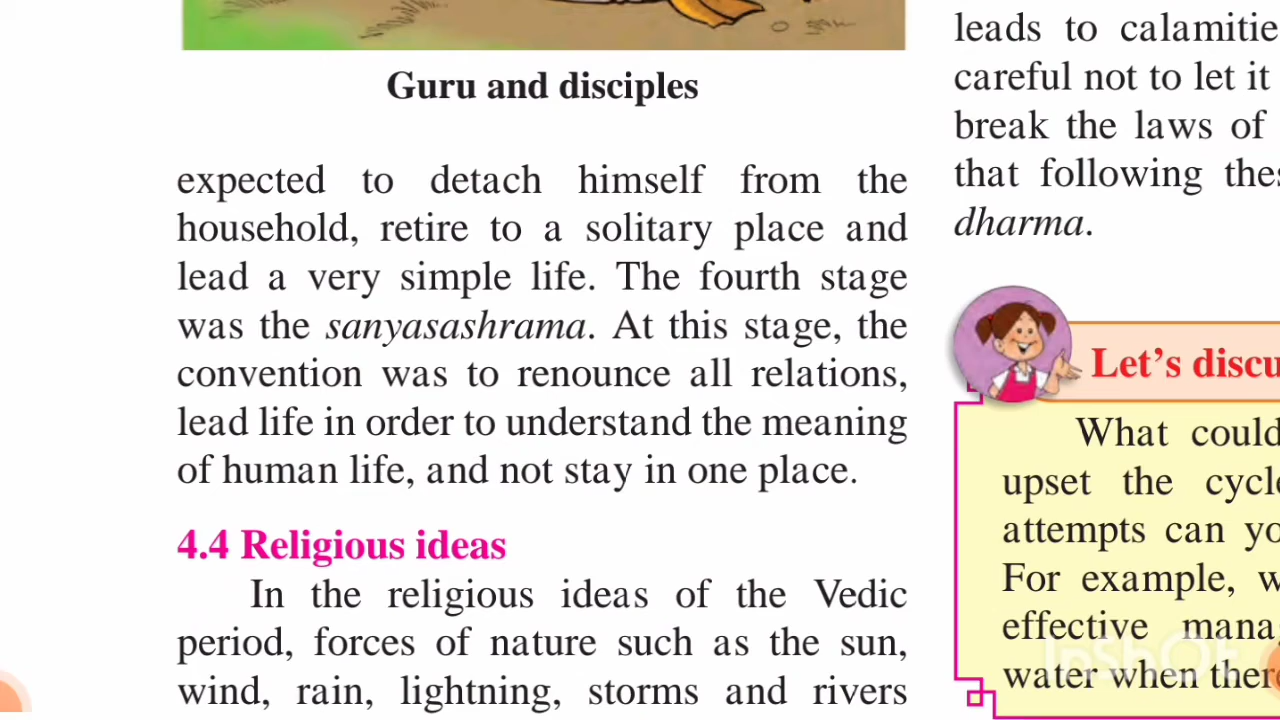 Guru and disciples
expected to detach himself from the
household, retire to a solitary place and
lead a very simple life. The fourth stage
was the sanyasashrama. At this stage, the
convention was to renounce all relations,
lead life in order to understand the meaning
of human life, and not stay in one place.
4.4 Religious ideas
In the religious ideas of the Vedic
period, forces of nature such as the sun,
wind, rain, lightning, storms and rivers
leads to calamitie
careful not to let it
break the laws of
that following thes
dharma.
Let's discu
What could
upset the cycle
attempts can yo
For example, w
effective manag
water when there
InShOt